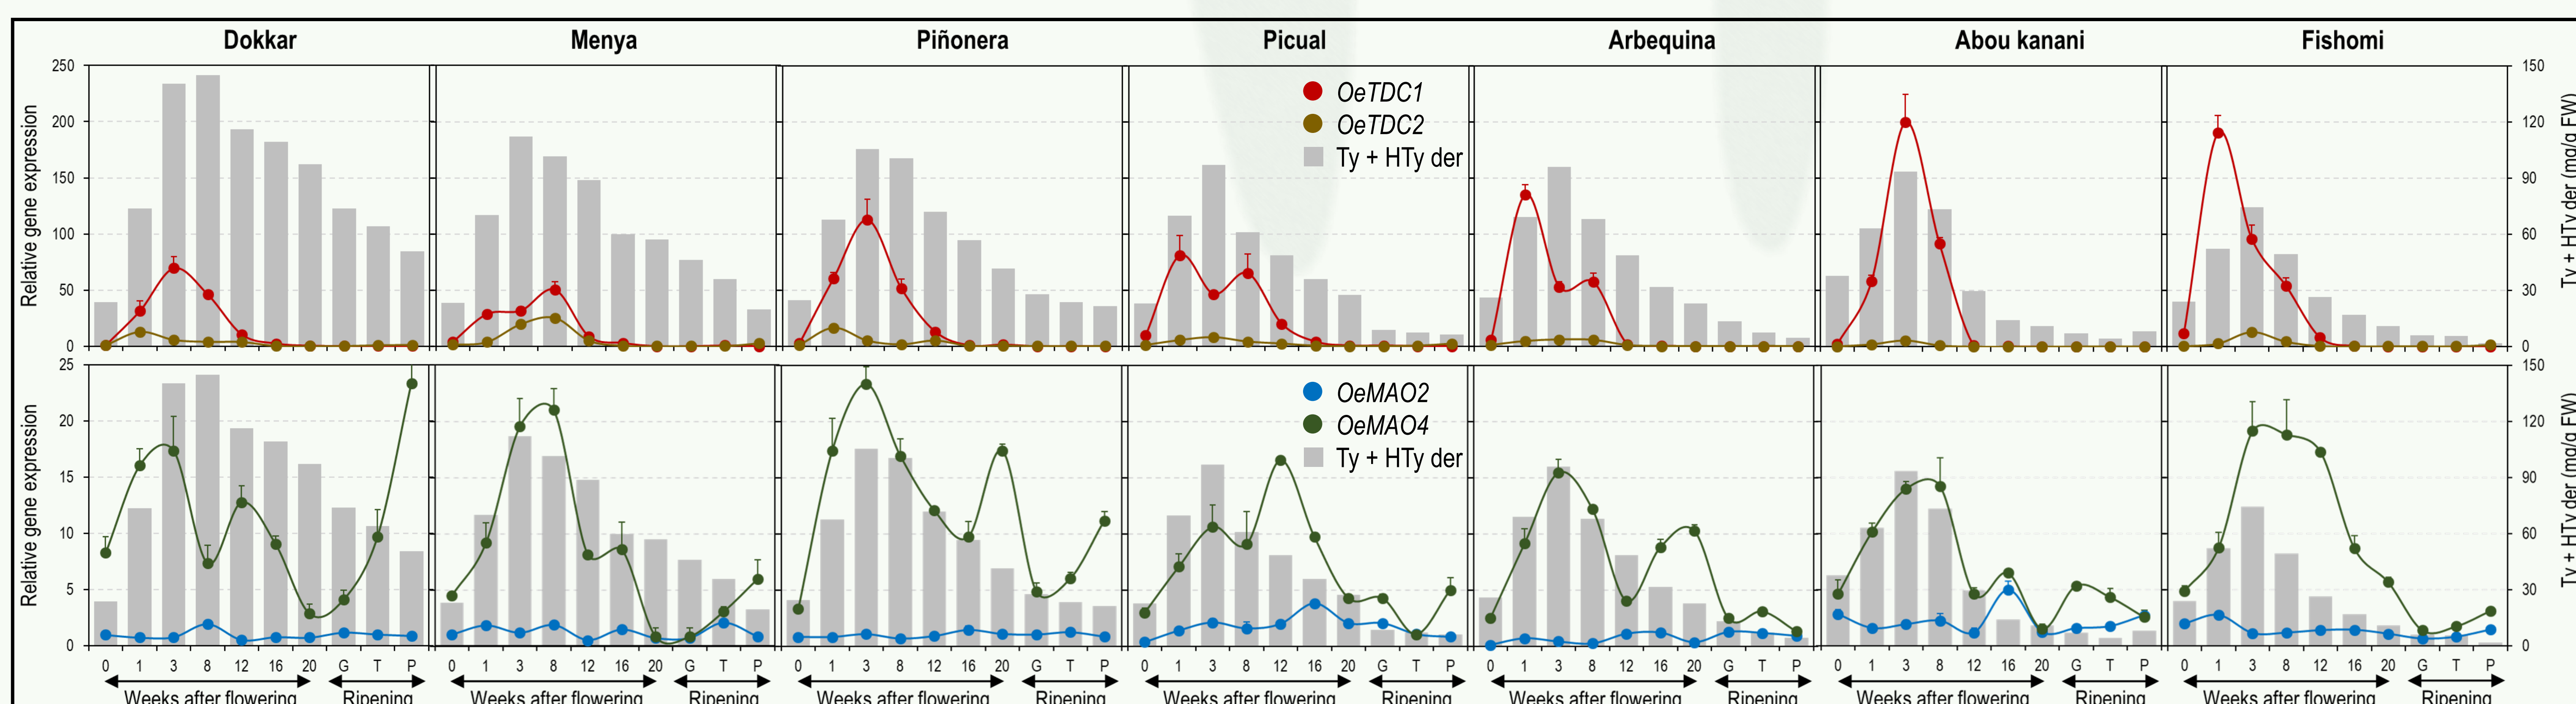 Dokkar Menya Piñonera Picual Arbequina Abou kanani Fishomi
250 150
200 120
150 90
100 60
50 30
0 0
Relative gene expression
OeTDC1
OeTDC2
Ty + HTy der
Ty + HTy der (mg/g FW)
25 150
20 120
15 90
10 60
5 30
0 0
Relative gene expression
OeMAO2
OeMAO4
Ty + HTy der
Ty + HTy der (mg/g FW)
0 1 3 8 12 16 20 G T P 0 1 3 8 12 16 20 G T P 0 1 3 8 12 16 20 G T P 0 1 3 8 12 16 20 G T P 0 1 3 8 12 16 20 G T P 0 1 3 8 12 16 20 G T P 0 1 3 8 12 16 20 G T P
Weeks after flowering Ripening Weeks after flowering Ripening Weeks after flowering Ripening Weeks after flowering Ripening Weeks after flowering Ripening Weeks after flowering Ripening Weeks after flowering Ripening